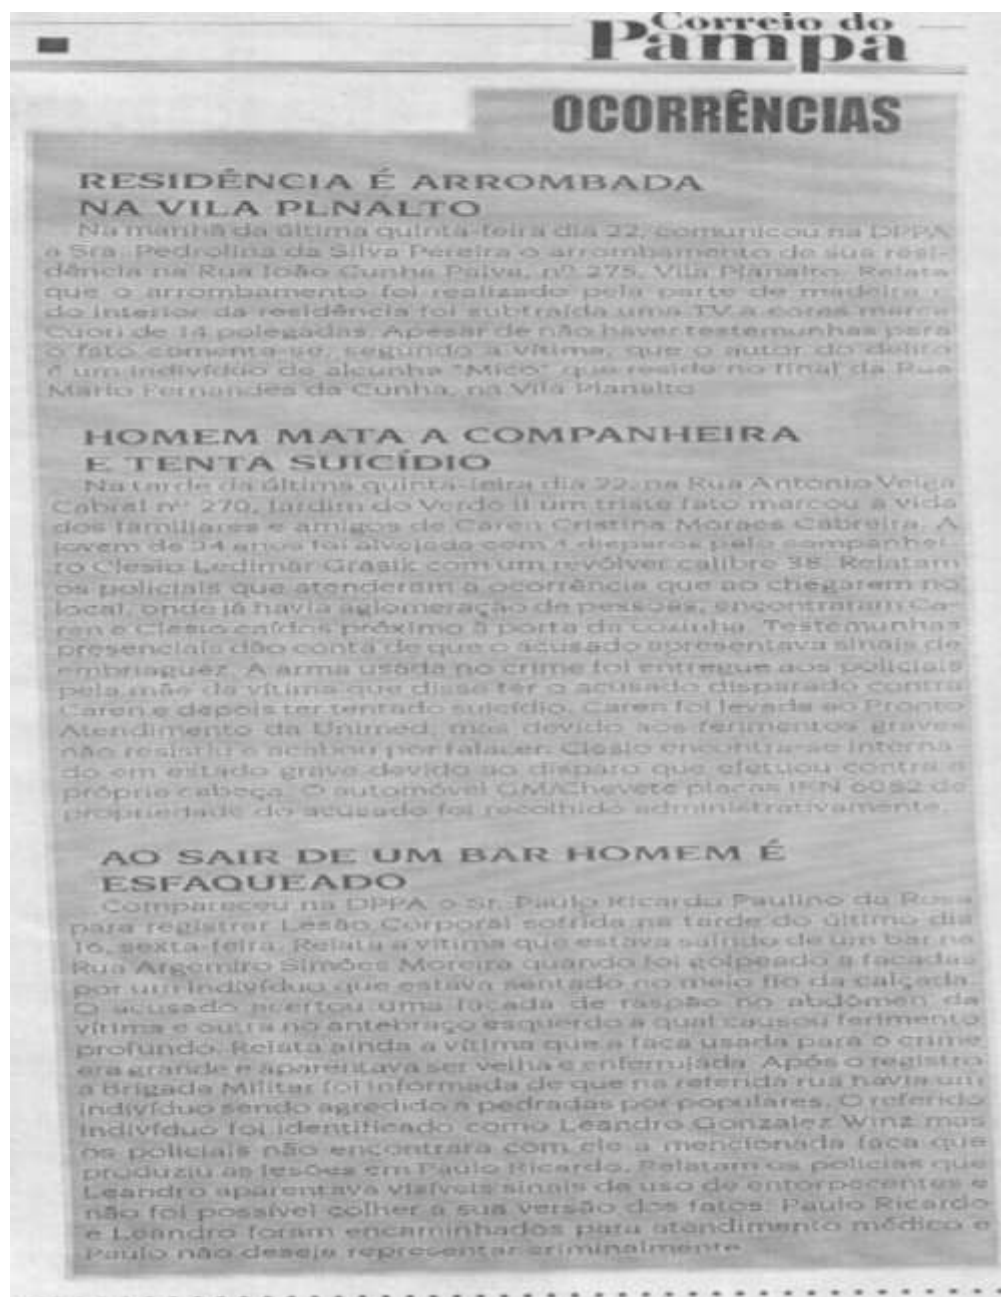 Correio do
Pampa
OCORRÊNCIAS
RESIDÊNCIA É ARROMBADA
NA VILA PLNALTO
Na manhã da última quinta-feira dia 22, comunicou na DPPA
a Sra. Pedrolina da Silva Pereira o arrombamento de sua resi-
dência na Rua João Cunha Paiva, nº 275, Vila Planalto. Relata
que o arrombamento foi realizado pela parte de madeira e
do interior da residência foi subtraída uma TV a cores marca
Cuori de 14 polegadas. Apesar de não haver testemunhas para
o fato comenta-se, segundo a vítima, que o autor do delito
é um indivíduo de alcunha "Mico" que reside no final da Rua
Mario Fernandes da Cunha, na Vila Planalto
HOMEM MATA A COMPANHEIRA
E TENTA SUICÍDIO
Na tarde da última quinta-feira dia 22, na Rua Antonio Veiga
Cabral nº 270, Jardim do Verde II um triste fato marcou a vida
dos familiares e amigos de Caren Cristina Moraes Cabreira. A
jovem de 24 anos foi alvejada com 4 disparos pelo companhei-
ro Clesio Ledimar Grasik com um revólver calibre 38. Relatam
os policiais que atenderam a ocorrência que ao chegarem no
local, onde já havia aglomeração de pessoas, encontraram Ca-
ren e Clesio caídos próximo à porta da cozinha. Testemunhas
presenciais dão conta de que o acusado apresentava sinais de
embriaguez. A arma usada no crime foi entregue aos policiais
pela mãe da vítima que disse ter o acusado disparado contra
Caren e depois ter tentado suicídio. Caren foi levada ao Pronto
Atendimento da Unimed, mas devido aos ferimentos graves
não resistiu e acabou por falacer. Clesio encontra-se interna-
do em estado grave devido ao disparo que efetuou contra a
própria cabeça. O automóvel GM/Chevete placas IFN 6052 de
propriedade do acusado foi recolhido administrativamente.
AO SAIR DE UM BAR HOMEM É
ESFAQUEADO
Compareceu na DPPA o Sr. Paulo Ricardo Paulino da Rosa
para registrar Lesão Corporal sofrida na tarde do último dia
16, sexta-feira. Relata a vítima que estava saindo de um bar na
Rua Argemiro Simões Moreira quando foi golpeado a facadas
por um indivíduo que estava sentado no meio fio da calçada.
O acusado acertou uma facada de raspão no abdômen da
vítima e outra no antebraço esquerdo a qual causou ferimento
profundo. Relata ainda a vítima que a faca usada para o crime
era grande e aparentava ser velha e enferrujada. Após o registro
a Brigada Militar foi informada de que na referida rua havia um
indivíduo sendo agredido a pedradas por populares. O referido
indivíduo foi identificado como Leandro Gonzalez Winz mas
os policiais não encontrara com ele a mencionada faca que
produziu as lesões em Paulo Ricardo. Relatam os policias que
Leandro aparentava visíveis sinais de uso de entorpecentes e
não foi possível colher a sua versão dos fatos. Paulo Ricardo
e Leandro foram encaminhados para atendimento médico e
Paulo não deseja representar criminalmente.